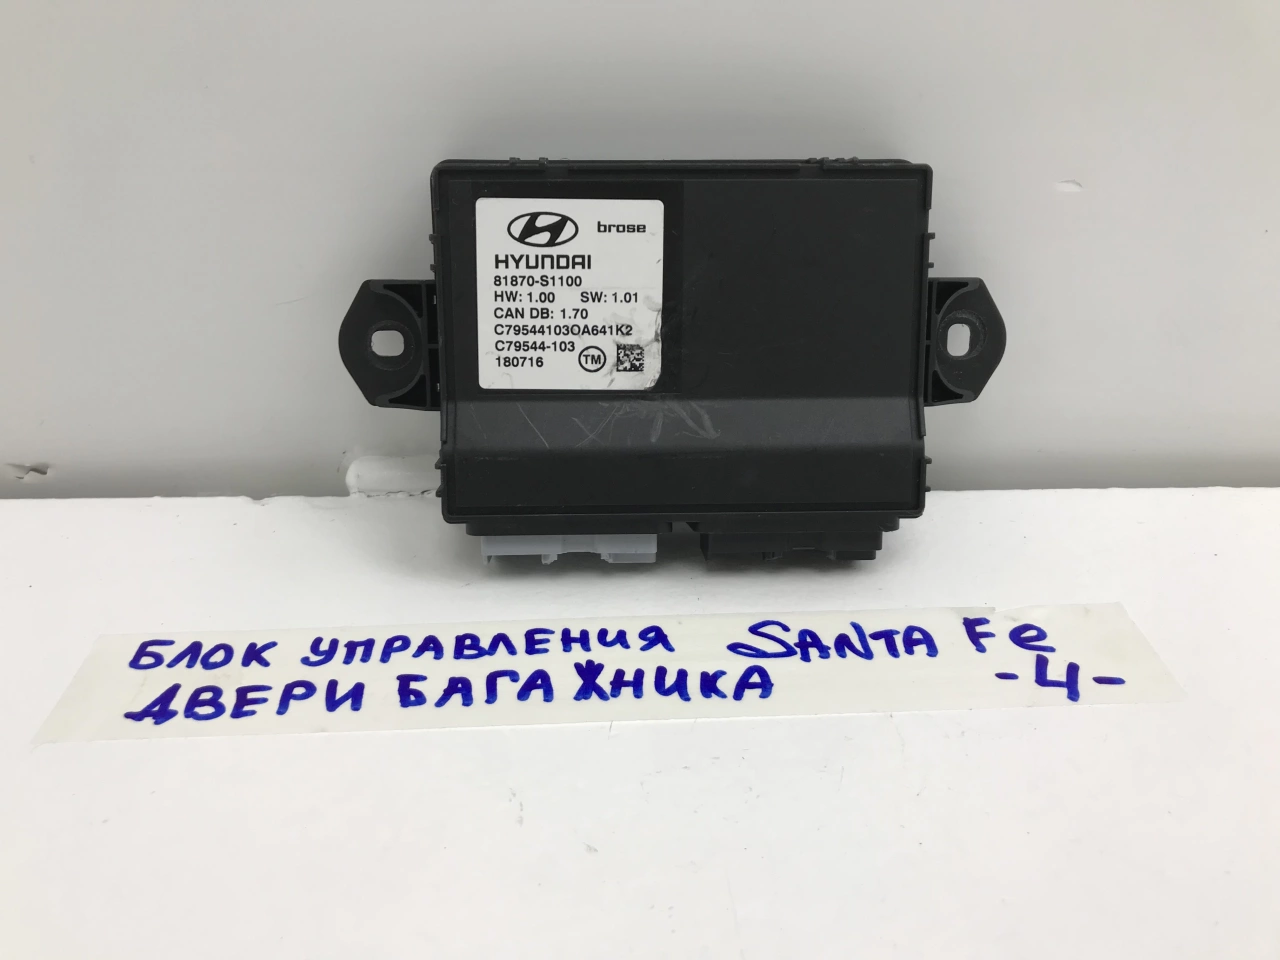 brose
HYUNDAI
81870-S1100
HW: 1.00 SW: 1.01
CAN DB: 1.70
C79544103OA641K2
C79544-103
180716 TM
БЛОК УПРАВЛЕНИЯ SANTA Fe
ДВЕРИ БАГАЖНИКА -4-